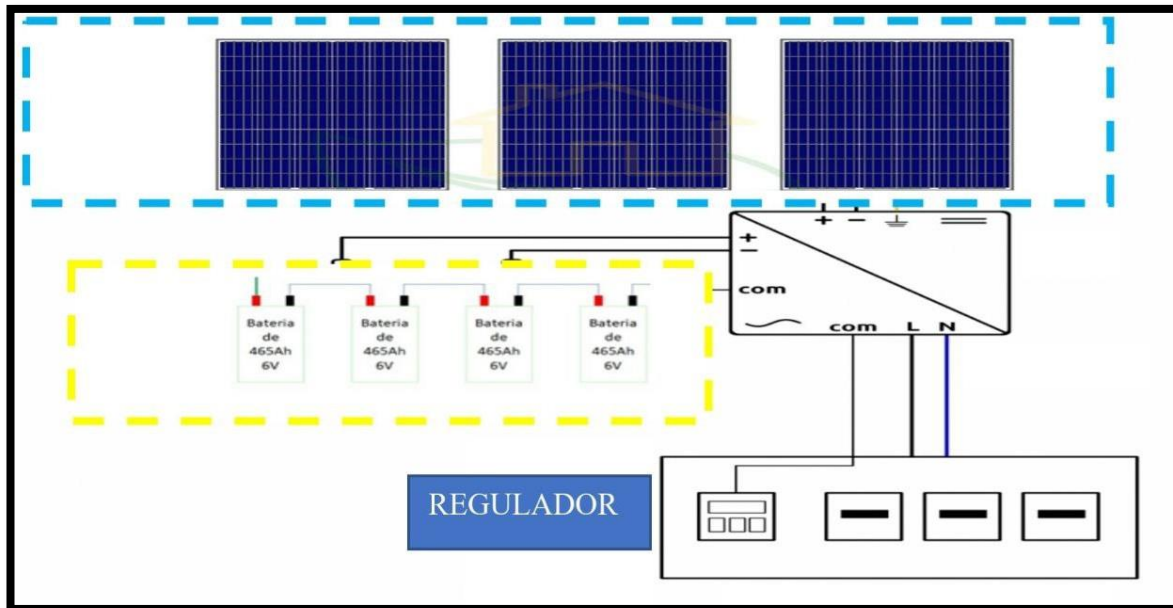 + −
+
−
com
com L N
Bateria
de
465Ah
6V
Bateria
de
465Ah
6V
Bateria
de
465Ah
6V
Bateria
de
465Ah
6V
REGULADOR